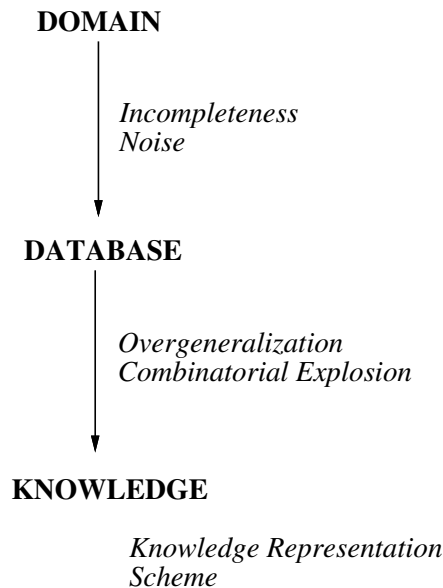 DOMAIN
Incompleteness
Noise
DATABASE
Overgeneralization
Combinatorial Explosion
KNOWLEDGE
Knowledge Representation
Scheme